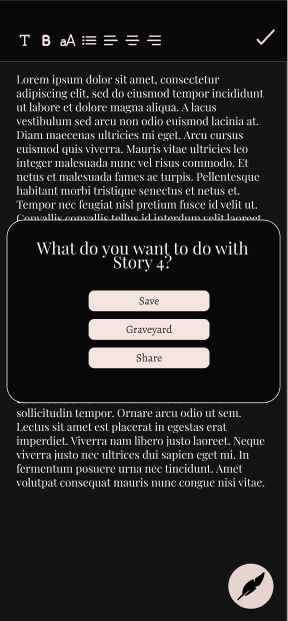 T B aA
Lorem ipsum dolor sit amet, consectetur
adipiscing elit, sed do eiusmod tempor incididunt
ut labore et dolore magna aliqua. A lacus
vestibulum sed arcu non odio euismod lacinia at.
Diam maecenas ultricies mi eget. Arcu cursus
euismod quis viverra. Mauris vitae ultricies leo
integer malesuada nunc vel risus commodo. Et
netus et malesuada fames ac turpis. Pellentesque
habitant morbi tristique senectus et netus et.
Tempor nec feugiat nisl pretium fusce id velit ut.
Convallis convallis tellus id interdum velit laoreet
What do you want to do with
Story 4?
Save
Graveyard
Share
sollicitudin tempor. Ornare arcu odio ut sem.
Lectus sit amet est placerat in egestas erat
imperdiet. Viverra nam libero justo laoreet. Neque
viverra justo nec ultrices dui sapien eget mi. In
fermentum posuere urna nec tincidunt. Amet
volutpat consequat mauris nunc congue nisi vitae.